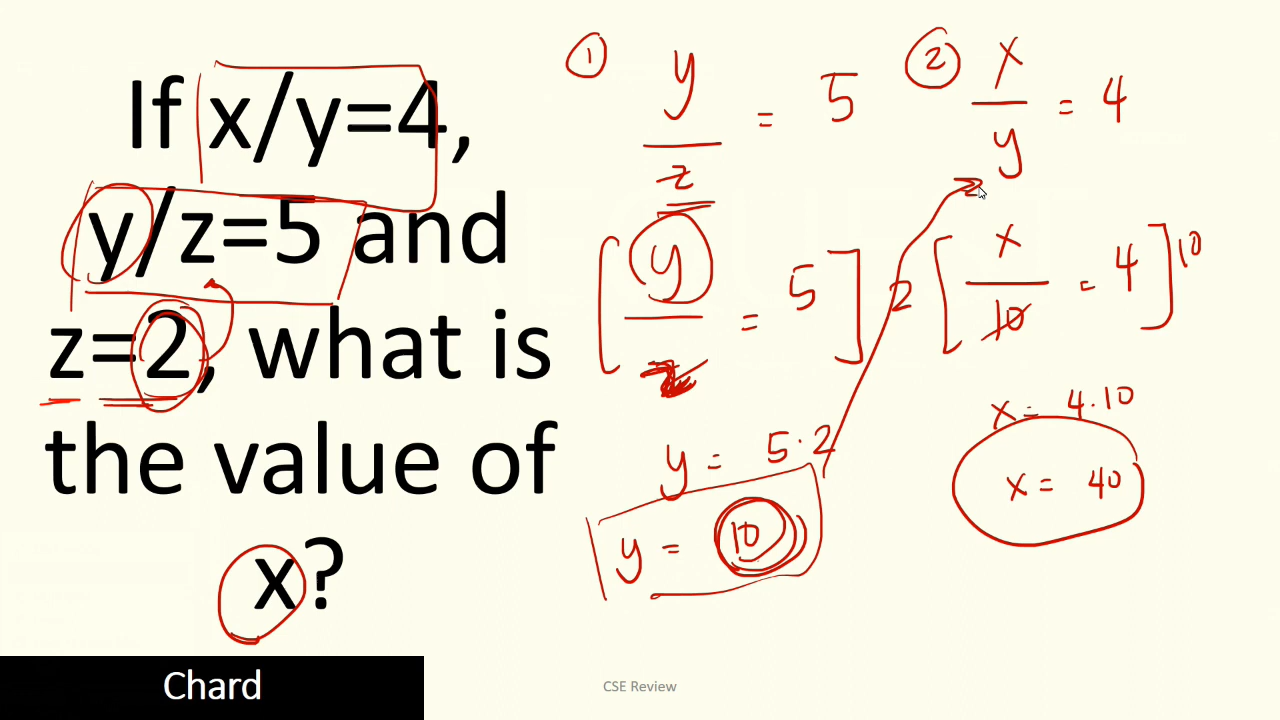 If x/y=4,
y/z=5 and
z=2, what is
the value of
x?
1
y/z = 5
[y/ = 5] 2
y = 5·2
y = 10
2
x/y = 4
[x/10 = 4] 10
x = 4·10
x = 40
Chard
CSE Review